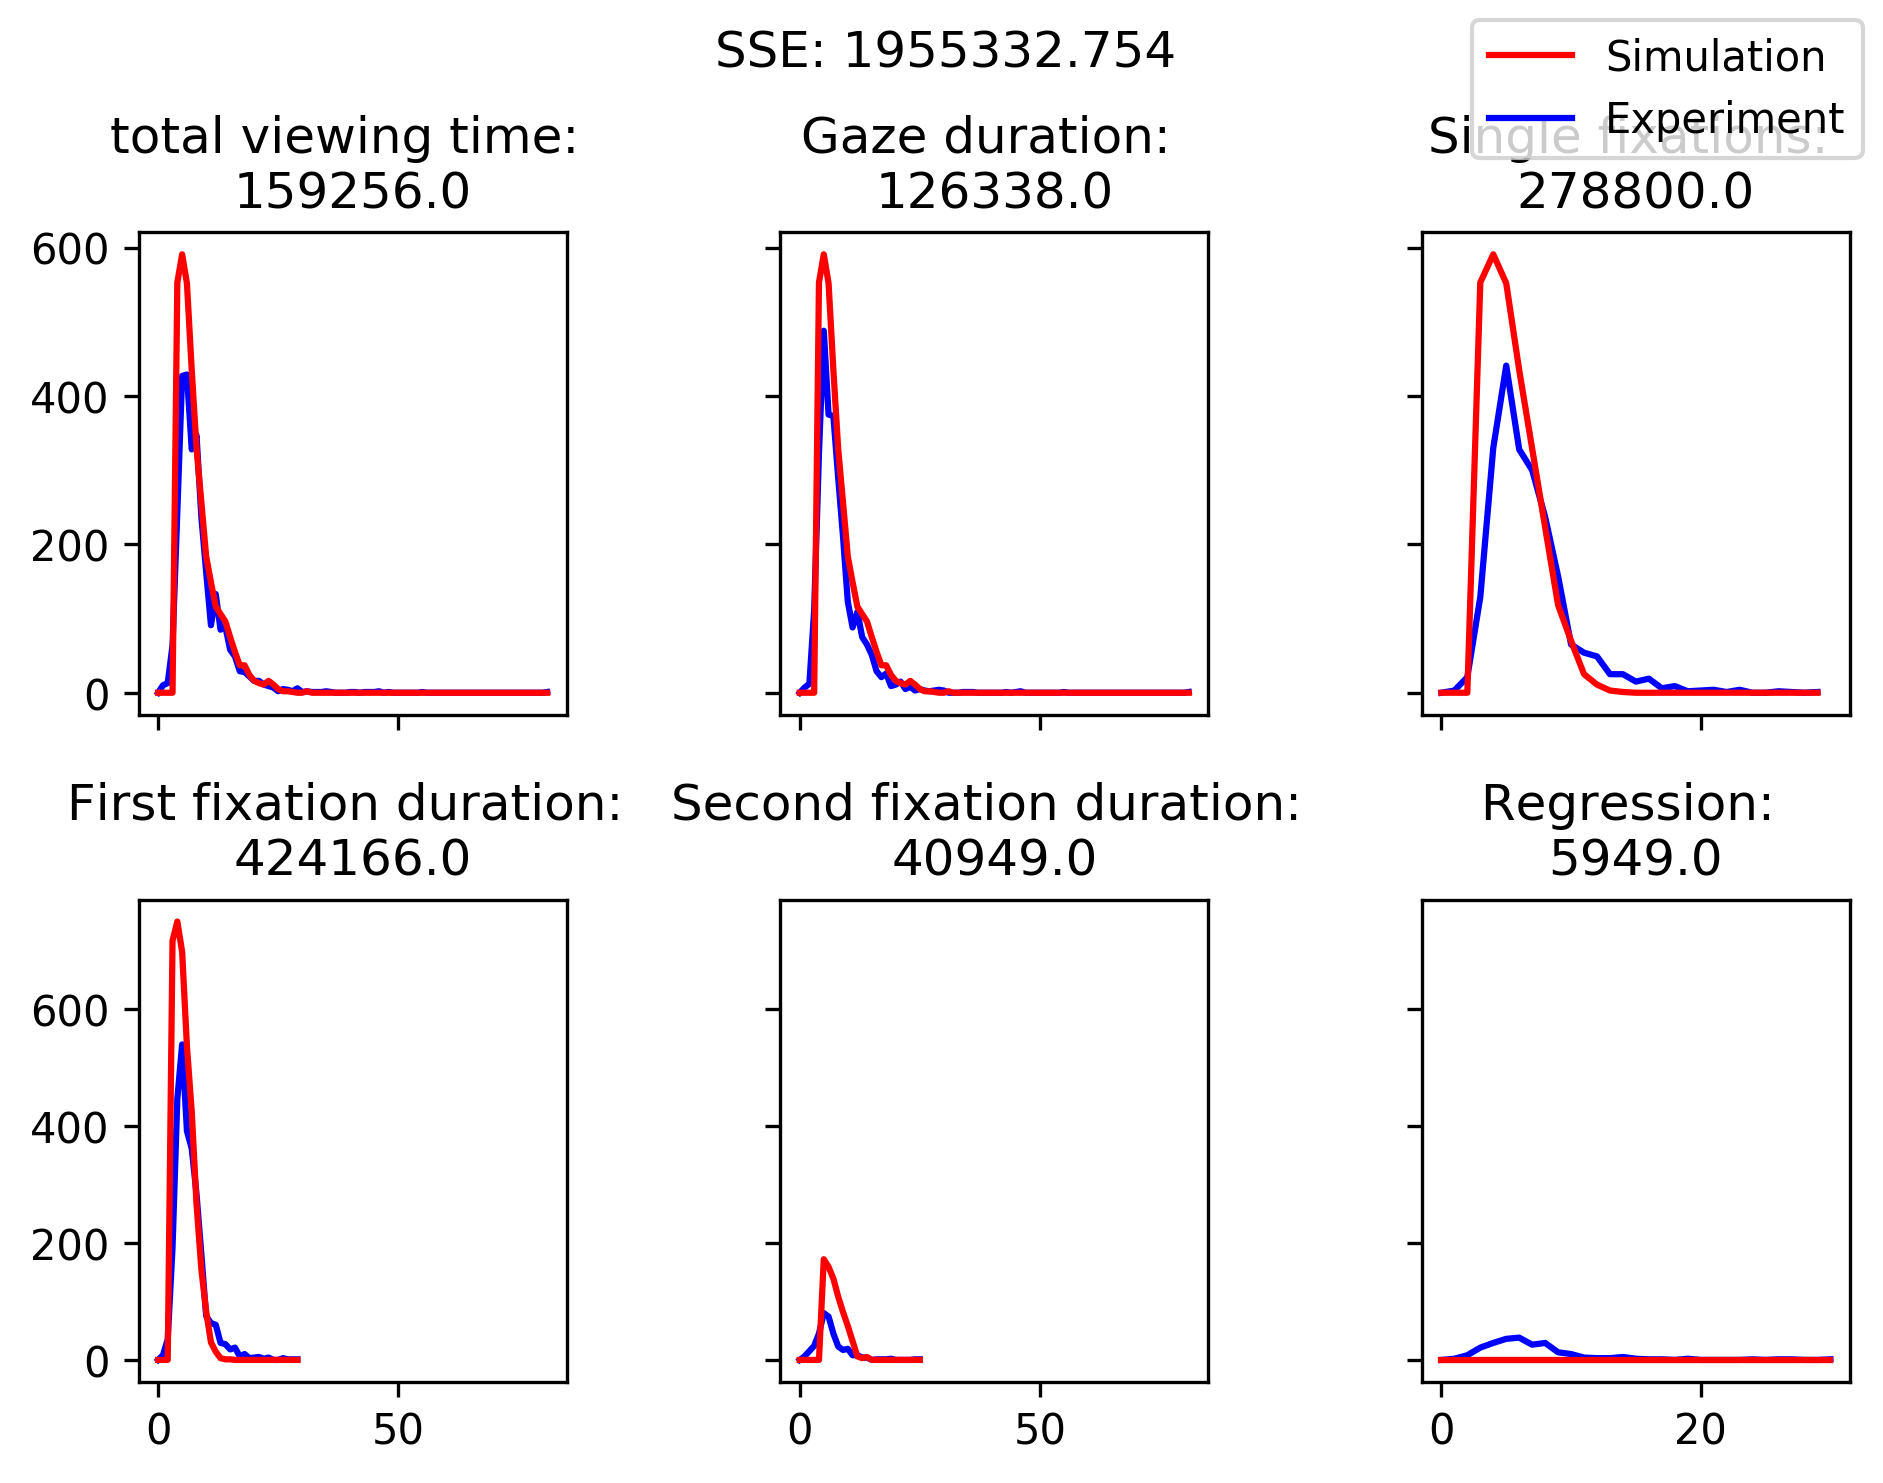 SSE: 1955332.754
Simulation
Experiment
total viewing time:
159256.0
Gaze duration:
126338.0
Single fixations:
278800.0
600
400
200
0
First fixation duration:
424166.0
Second fixation duration:
40949.0
Regression:
5949.0
600
400
200
0
0 50
0 50
0 20